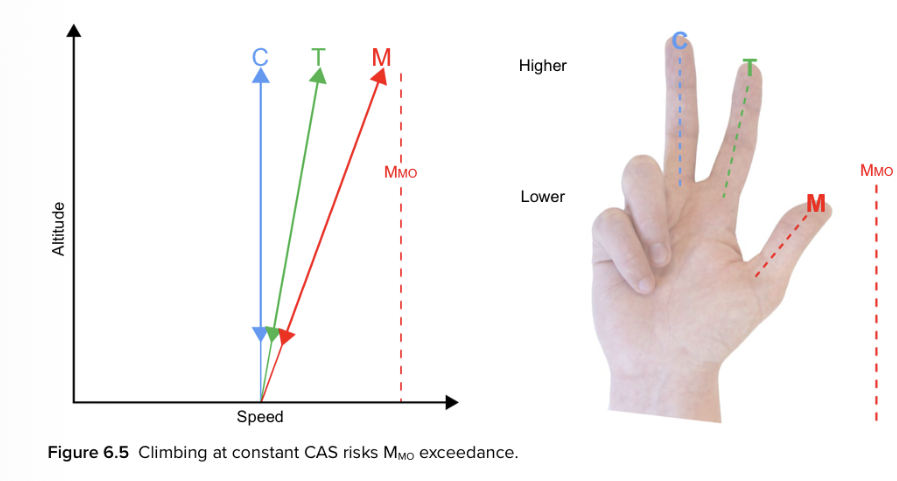 C T M
MMO
Altitude
Speed
Higher
Lower
C
T
M
MMO
Figure 6.5 Climbing at constant CAS risks MMO exceedance.